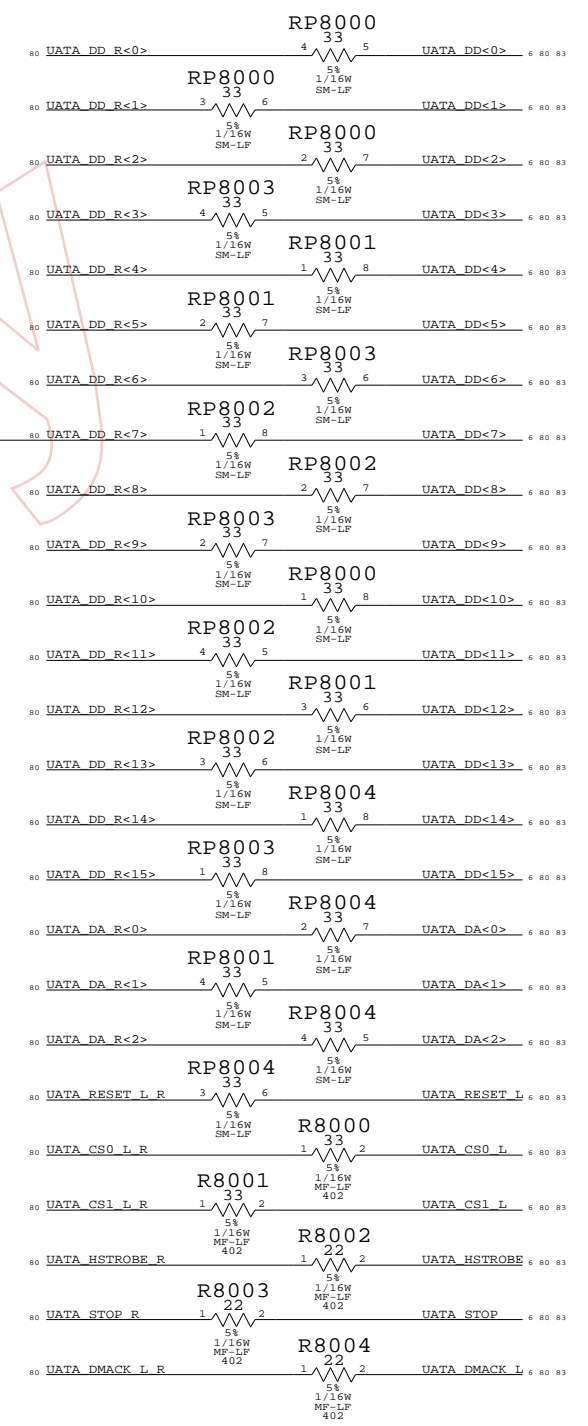 RP8000
33
80 UATA_DD_R<0> 4 5 UATA_DD<0> 6 80 83
5%
1/16W
SM-LF
RP8000
33
80 UATA_DD_R<1> 3 6 UATA_DD<1> 6 80 83
5%
1/16W
SM-LF
RP8000
33
80 UATA_DD_R<2> 2 7 UATA_DD<2> 6 80 83
5%
1/16W
SM-LF
RP8003
33
80 UATA_DD_R<3> 4 5 UATA_DD<3> 6 80 83
5%
1/16W
SM-LF
RP8001
33
80 UATA_DD_R<4> 1 8 UATA_DD<4> 6 80 83
5%
1/16W
SM-LF
RP8001
33
80 UATA_DD_R<5> 2 7 UATA_DD<5> 6 80 83
5%
1/16W
SM-LF
RP8003
33
80 UATA_DD_R<6> 3 6 UATA_DD<6> 6 80 83
5%
1/16W
SM-LF
RP8002
33
80 UATA_DD_R<7> 1 8 UATA_DD<7> 6 80 83
5%
1/16W
SM-LF
RP8002
33
80 UATA_DD_R<8> 2 7 UATA_DD<8> 6 80 83
5%
1/16W
SM-LF
RP8003
33
80 UATA_DD_R<9> 2 7 UATA_DD<9> 6 80 83
5%
1/16W
SM-LF
RP8000
33
80 UATA_DD_R<10> 1 8 UATA_DD<10> 6 80 83
5%
1/16W
SM-LF
RP8002
33
80 UATA_DD_R<11> 4 5 UATA_DD<11> 6 80 83
5%
1/16W
SM-LF
RP8001
33
80 UATA_DD_R<12> 3 6 UATA_DD<12> 6 80 83
5%
1/16W
SM-LF
RP8002
33
80 UATA_DD_R<13> 3 6 UATA_DD<13> 6 80 83
5%
1/16W
SM-LF
RP8004
33
80 UATA_DD_R<14> 1 8 UATA_DD<14> 6 80 83
5%
1/16W
SM-LF
RP8003
33
80 UATA_DD_R<15> 1 8 UATA_DD<15> 6 80 83
5%
1/16W
SM-LF
RP8004
33
80 UATA_DA_R<0> 2 7 UATA_DA<0> 6 80 83
5%
1/16W
SM-LF
RP8001
33
80 UATA_DA_R<1> 4 5 UATA_DA<1> 6 80 83
5%
1/16W
SM-LF
RP8004
33
80 UATA_DA_R<2> 4 5 UATA_DA<2> 6 80 83
5%
1/16W
SM-LF
RP8004
33
80 UATA_RESET_L_R 3 6 UATA_RESET_L 6 80 83
5%
1/16W
SM-LF
R8000
33
80 UATA_CS0_L_R 1 2 UATA_CS0_L 6 80 83
5%
1/16W
MF-LF
402
R8001
33
80 UATA_CS1_L_R 1 2 UATA_CS1_L 6 80 83
5%
1/16W
MF-LF
402
R8002
22
80 UATA_HSTROBE_R 1 2 UATA_HSTROBE 6 80 83
5%
1/16W
MF-LF
402
R8003
22
80 UATA_STOP_R 1 2 UATA_STOP 6 80 83
5%
1/16W
MF-LF
402
R8004
22
80 UATA_DMACK_L_R 1 2 UATA_DMACK_L 6 80 83
5%
1/16W
MF-LF
402